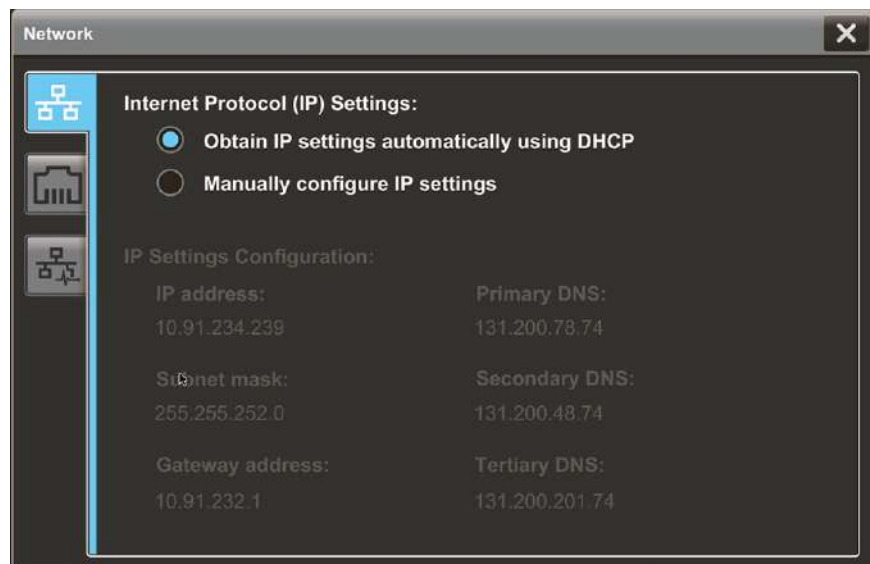 Network
Internet Protocol (IP) Settings:
Obtain IP settings automatically using DHCP
Manually configure IP settings
IP Settings Configuration:
IP address:
Primary DNS:
10.91.234.239
131.200.78.74
Subnet mask:
Secondary DNS:
255.255.252.0
131.200.48.74
Gateway address:
Tertiary DNS:
10.91.232.1
131.200.201.74